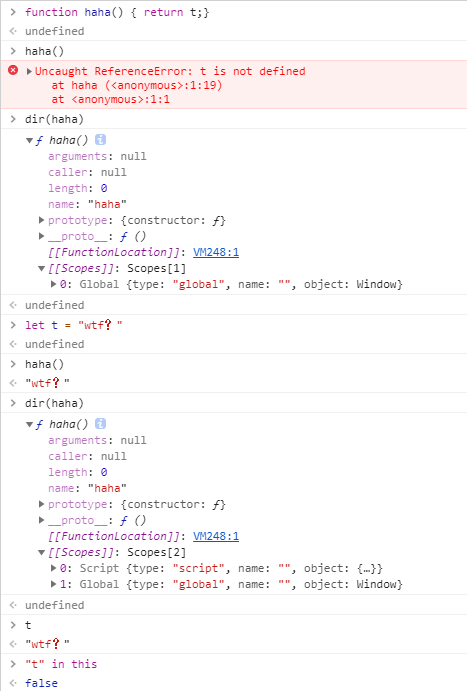 > function haha() { return t;}
< undefined
> haha()
▶Uncaught ReferenceError: t is not defined
at haha (<anonymous>:1:19)
at <anonymous>:1:1
> dir(haha)
▼ƒ haha() i
arguments: null
caller: null
length: 0
name: "haha"
▶prototype: {constructor: ƒ}
▶__proto__: ƒ ()
[[FunctionLocation]]: VM248:1
▼[[Scopes]]: Scopes[1]
▶0: Global {type: "global", name: "", object: Window}
< undefined
> let t = "wtf❓"
< undefined
> haha()
< "wtf❓"
> dir(haha)
▼ƒ haha() i
arguments: null
caller: null
length: 0
name: "haha"
▶prototype: {constructor: ƒ}
▶__proto__: ƒ ()
[[FunctionLocation]]: VM248:1
▼[[Scopes]]: Scopes[2]
▶0: Script {type: "script", name: "", object: {…}}
▶1: Global {type: "global", name: "", object: Window}
< undefined
> t
< "wtf❓"
> "t" in this
< false